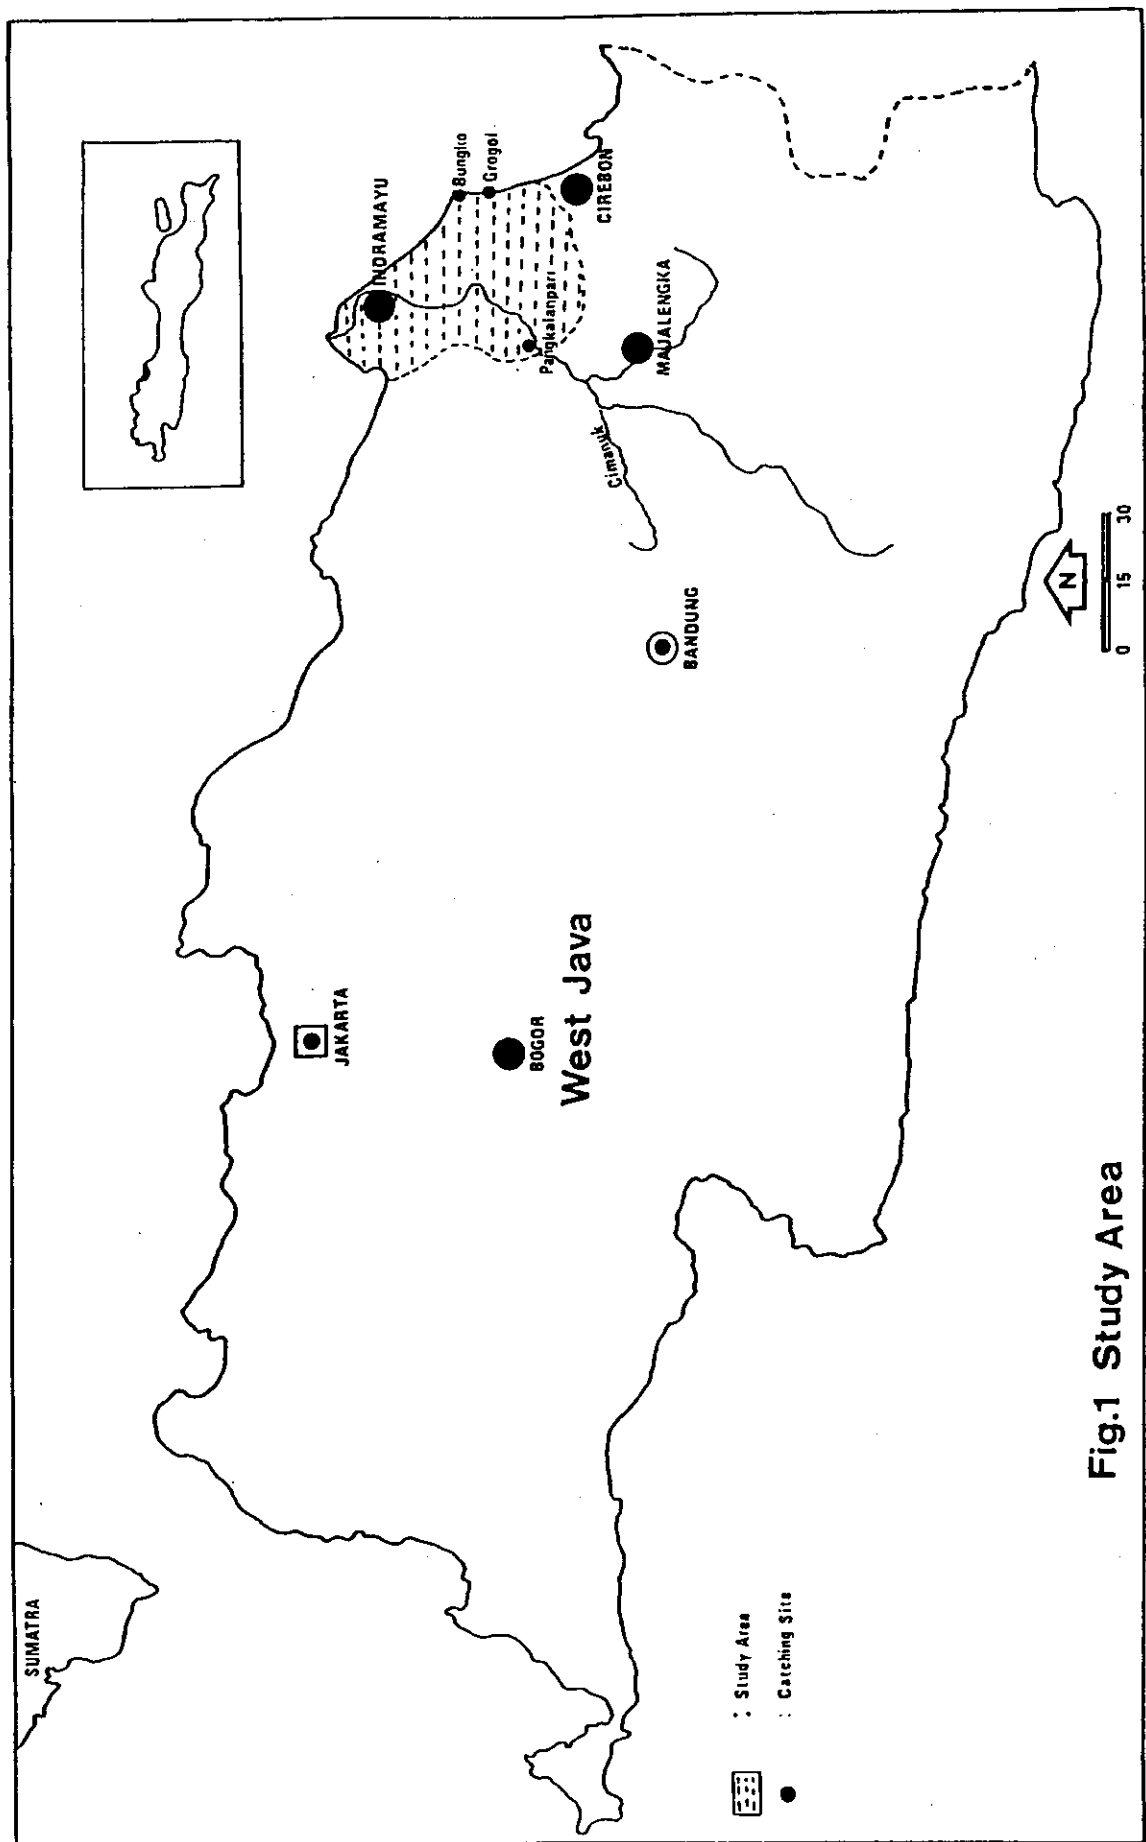 SUMATRA
JAKARTA
BOGOR
West Java
BANDUNG
INDRAMAYU
Bungko
Grogol
CIREBON
Pangkalanpari
MAJALENGKA
Cimanuk
: Study Area
: Catching Site
N
0 15 30
Fig.1 Study Area